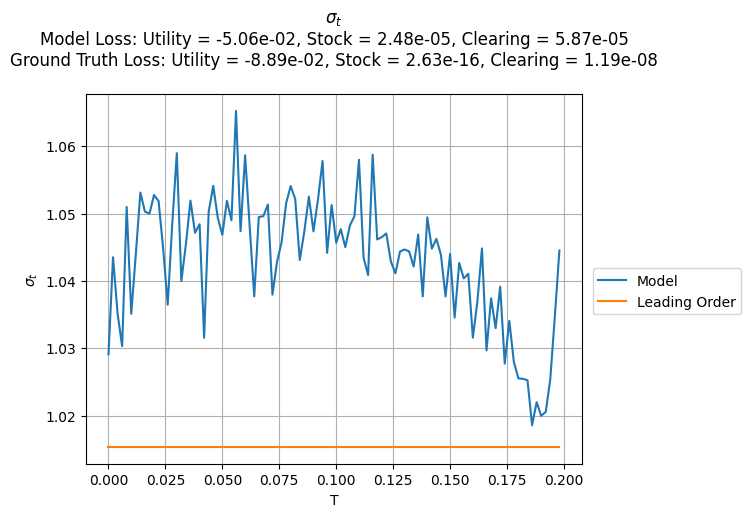 σt
Model Loss: Utility = -5.06e-02, Stock = 2.48e-05, Clearing = 5.87e-05
Ground Truth Loss: Utility = -8.89e-02, Stock = 2.63e-16, Clearing = 1.19e-08
1.06
1.05
1.04
1.03
1.02
σt
0.000 0.025 0.050 0.075 0.100 0.125 0.150 0.175 0.200
T
Model
Leading Order